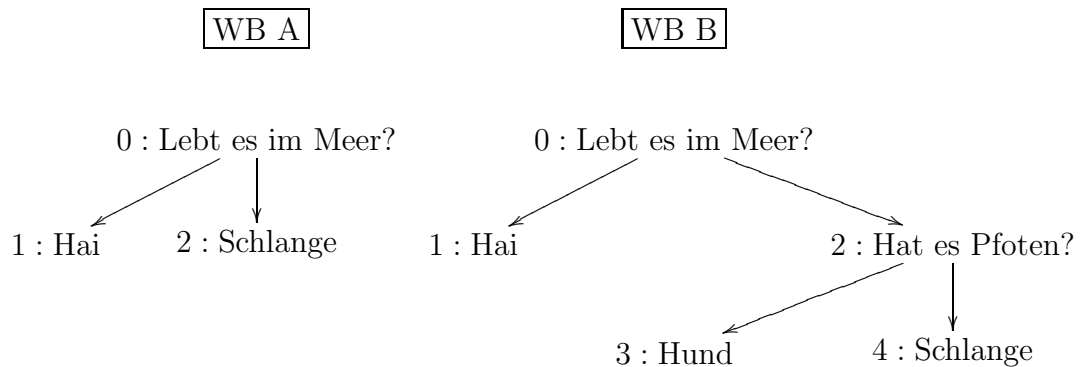 WB A
WB B
0 : Lebt es im Meer?
0 : Lebt es im Meer?
1 : Hai
2 : Schlange
1 : Hai
2 : Hat es Pfoten?
3 : Hund
4 : Schlange